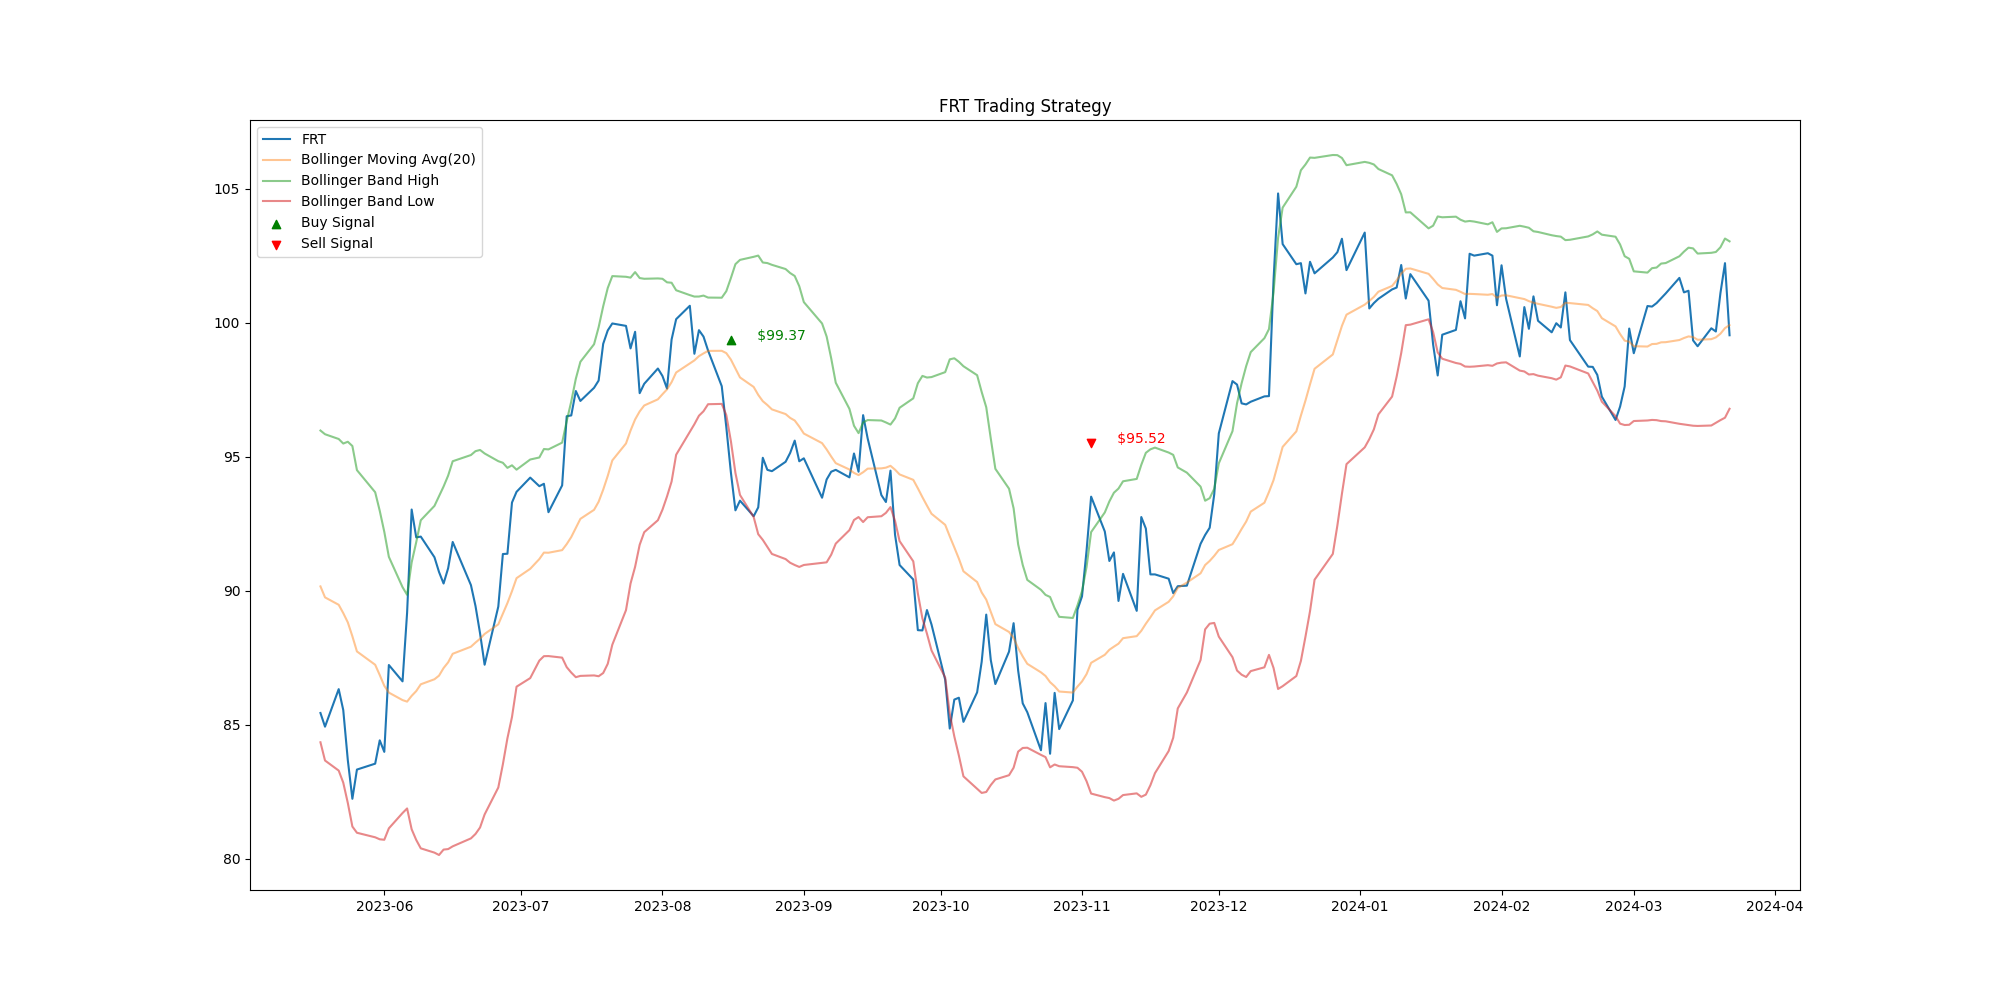 FRT Trading Strategy
FRT
Bollinger Moving Avg(20)
Bollinger Band High
Bollinger Band Low
Buy Signal
Sell Signal
105
100
95
90
85
80
$99.37
$95.52
2023-06 2023-07 2023-08 2023-09 2023-10 2023-11 2023-12 2024-01 2024-02 2024-03 2024-04